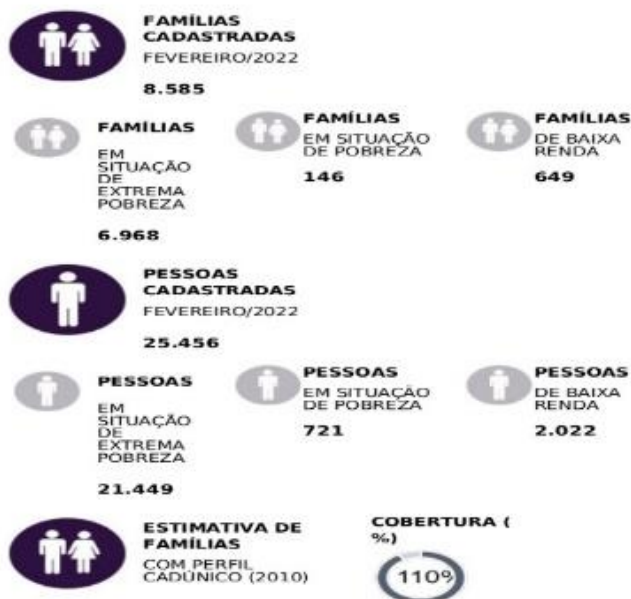 FAMÍLIAS
CADASTRADAS
FEVEREIRO/2022
8.585
FAMÍLIAS
EM
SITUAÇÃO
DE
EXTREMA
POBREZA
6.968
FAMÍLIAS
EM SITUAÇÃO
DE POBREZA
146
FAMÍLIAS
DE BAIXA
RENDA
649
PESSOAS
CADASTRADAS
FEVEREIRO/2022
25.456
PESSOAS
EM
SITUAÇÃO
DE
EXTREMA
POBREZA
21.449
PESSOAS
EM SITUAÇÃO
DE POBREZA
721
PESSOAS
DE BAIXA
RENDA
2.022
ESTIMATIVA DE
FAMÍLIAS
COM PERFIL
CADÚNICO (2010)
COBERTURA (
%)
110%